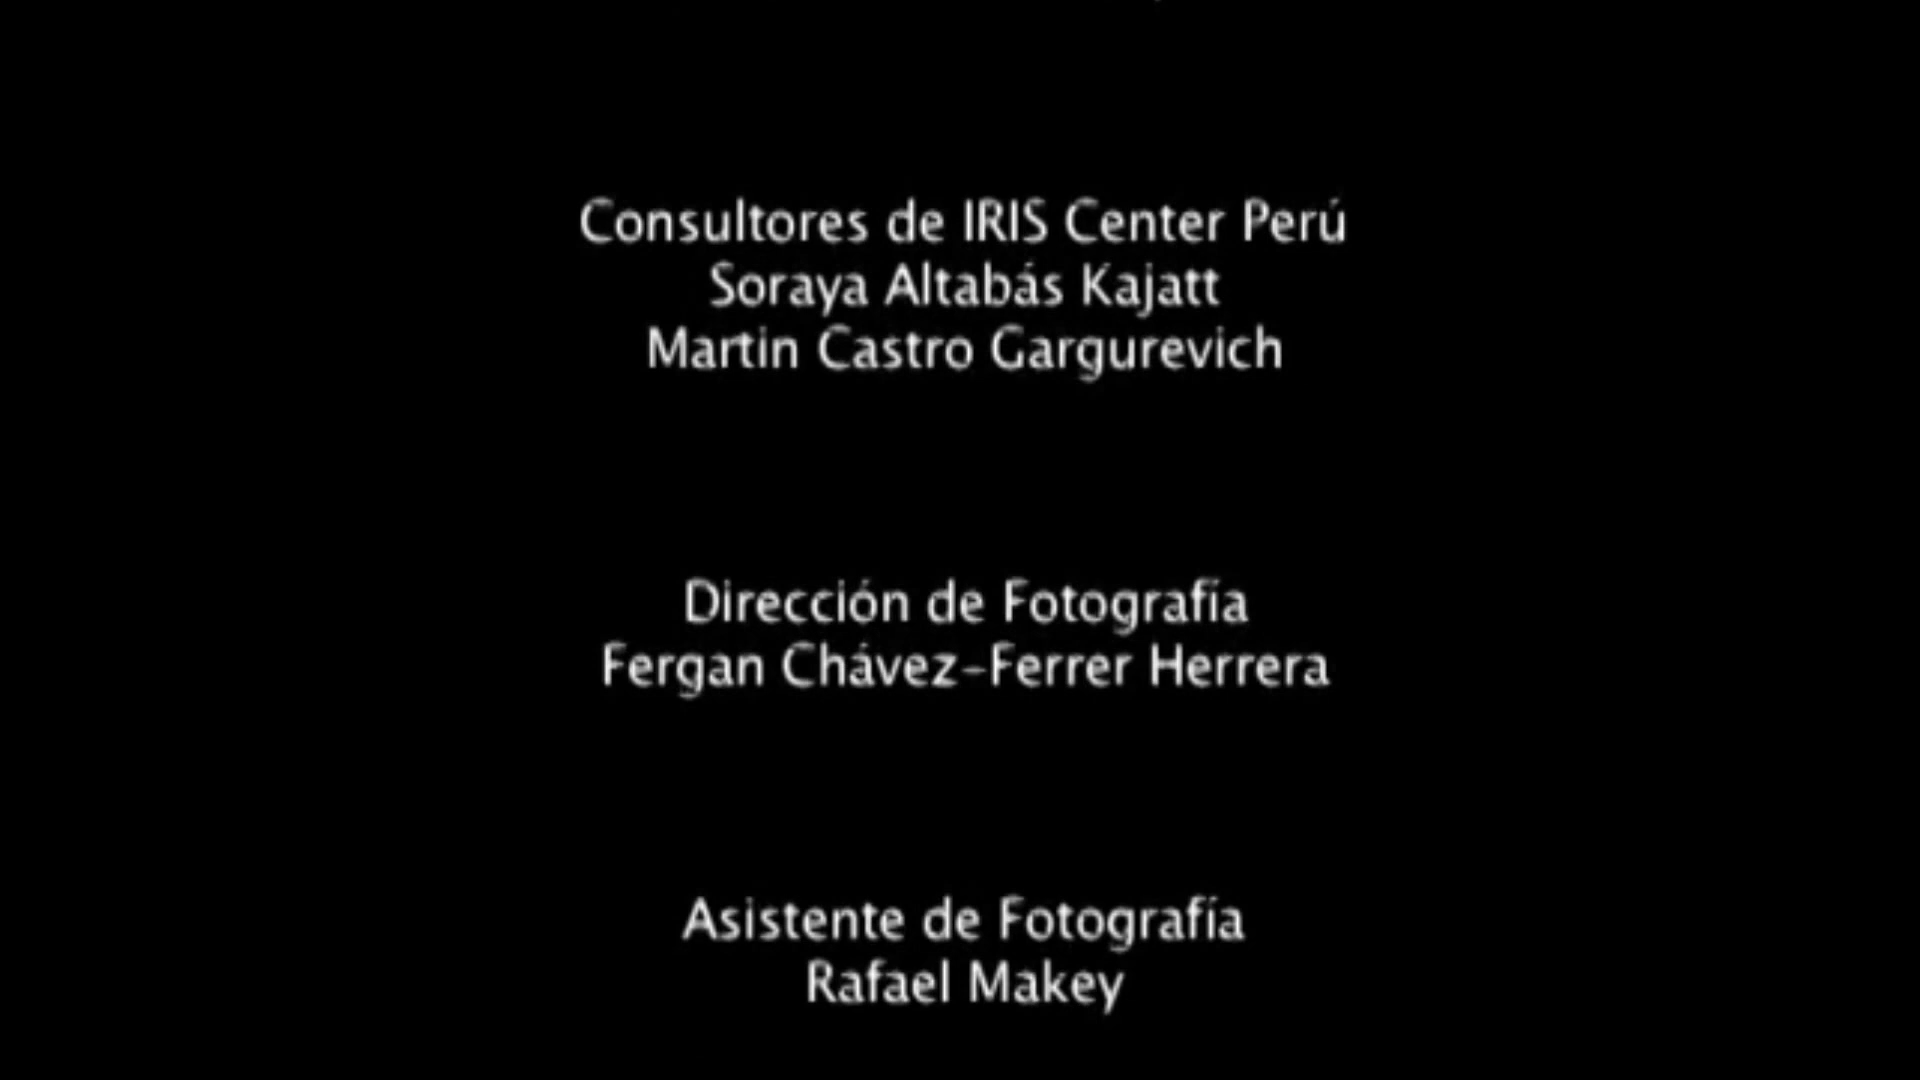 Consultores de IRIS Center Perú
Soraya Altabás Kajatt
Martin Castro Gargurevich
Dirección de Fotografía
Fergan Chávez-Ferrer Herrera
Asistente de Fotografía
Rafael Makey